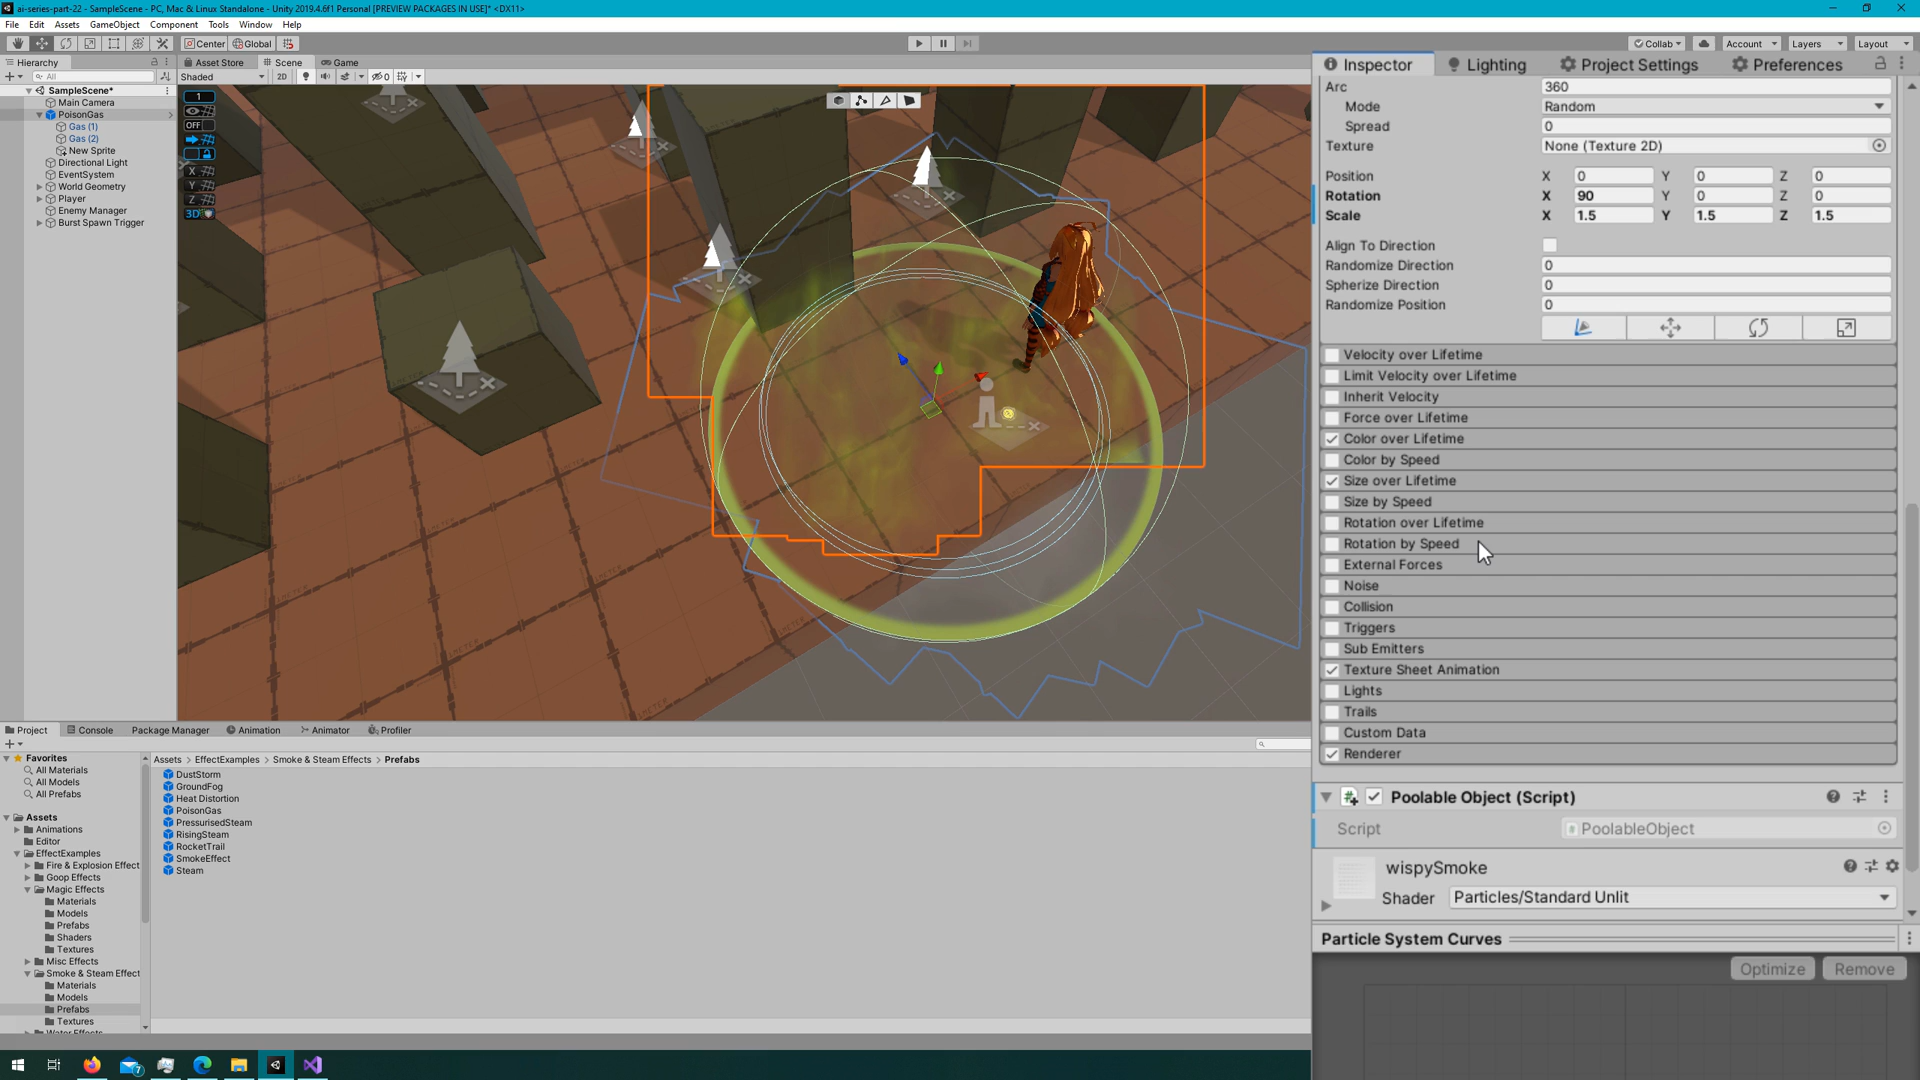 ai-series-part-22 - SampleScene - PC, Mac & Linux Standalone - Unity 2019.4.6f1 Personal [PREVIEW PACKAGES IN USE]* <DX11>
File Edit Assets GameObject Component Tools Window Help
Center Global
Collab Account Layers Layout
Hierarchy
All
SampleScene*
Main Camera
PoisonGas
Gas (1)
Gas (2)
New Sprite
Directional Light
EventSystem
World Geometry
Player
Enemy Manager
Burst Spawn Trigger
Asset Store Scene Game
Shaded 2D 0
1
OFF
X
Y
Z
3D
Inspector Lighting Project Settings Preferences
Arc 360
Mode Random
Spread 0
Texture None (Texture 2D)
Position X 0 Y 0 Z 0
Rotation X 90 Y 0 Z 0
Scale X 1.5 Y 1.5 Z 1.5
Align To Direction
Randomize Direction 0
Spherize Direction 0
Randomize Position 0
Velocity over Lifetime
Limit Velocity over Lifetime
Inherit Velocity
Force over Lifetime
Color over Lifetime
Color by Speed
Size over Lifetime
Size by Speed
Rotation over Lifetime
Rotation by Speed
External Forces
Noise
Collision
Triggers
Sub Emitters
Texture Sheet Animation
Lights
Trails
Custom Data
Renderer
Poolable Object (Script)
Script PoolableObject
wispySmoke
Shader Particles/Standard Unlit
Particle System Curves
Optimize Remove
Project Console Package Manager Animation Animator Profiler
Favorites
All Materials
All Models
All Prefabs
Assets
Animations
Editor
EffectExamples
Fire & Explosion Effect
Goop Effects
Magic Effects
Materials
Models
Prefabs
Shaders
Textures
Misc Effects
Smoke & Steam Effect
Materials
Models
Prefabs
Textures
Water Effects
Assets > EffectExamples > Smoke & Steam Effects > Prefabs
DustStorm
GroundFog
Heat Distortion
PoisonGas
PressurisedSteam
RisingSteam
RocketTrail
SmokeEffect
Steam
7